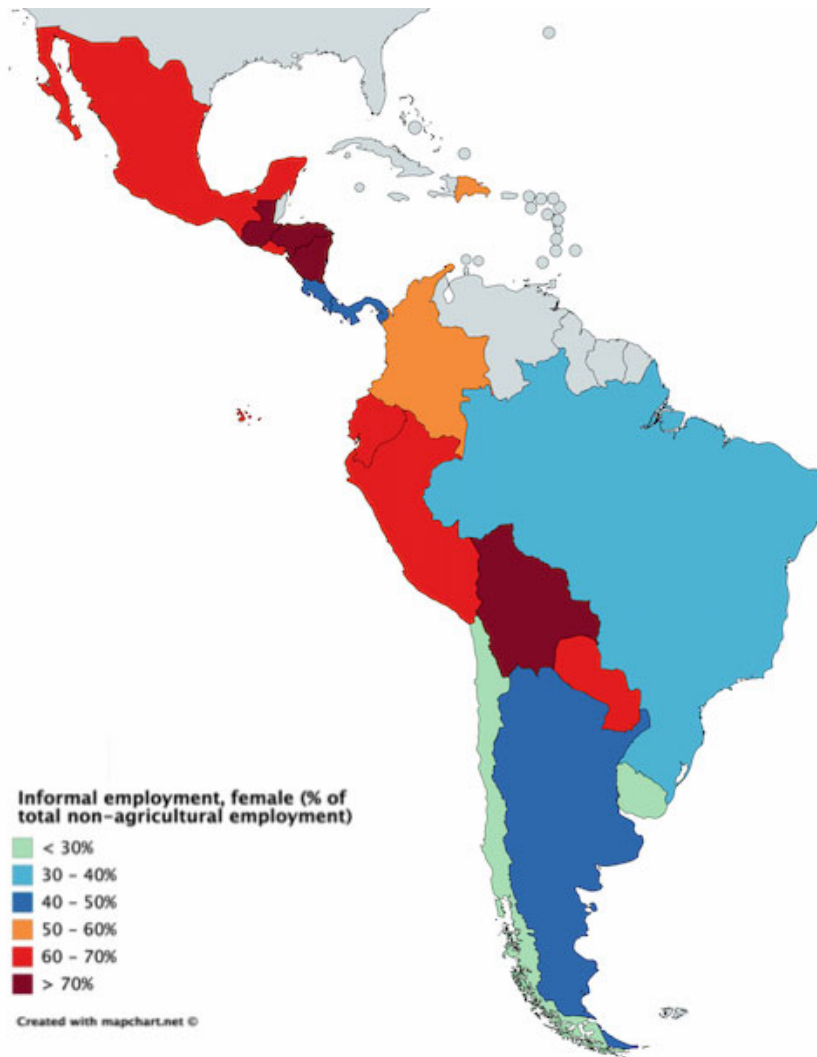 Informal employment, female (% of
total non-agricultural employment)
< 30%
30 - 40%
40 - 50%
50 - 60%
60 - 70%
> 70%
Created with mapchart.net ©